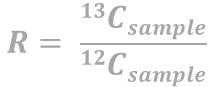 R = ¹³C_sample / ¹²C_sample